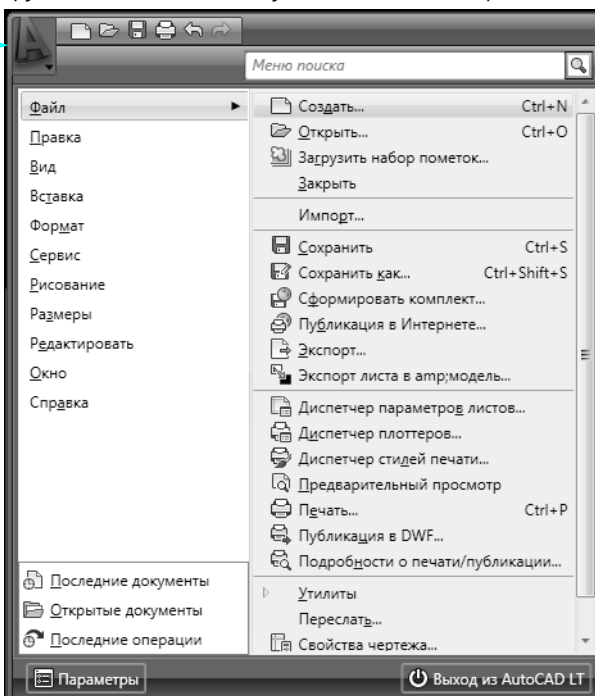 Меню поиска
Файл
Правка
Вид
Вставка
Формат
Сервис
Рисование
Размеры
Редактировать
Окно
Справка
Последние документы
Открытые документы
Последние операции
Создать... Ctrl+N
Открыть... Ctrl+O
Загрузить набор пометок...
Закрыть
Импорт...
Сохранить Ctrl+S
Сохранить как... Ctrl+Shift+S
Сформировать комплект...
Публикация в Интернете...
Экспорт...
Экспорт листа в amp;модель...
Диспетчер параметров листов...
Диспетчер плоттеров...
Диспетчер стилей печати...
Предварительный просмотр
Печать... Ctrl+P
Публикация в DWF...
Подробности о печати/публикации...
Утилиты
Переслать...
Свойства чертежа...
Параметры
Выход из AutoCAD LT